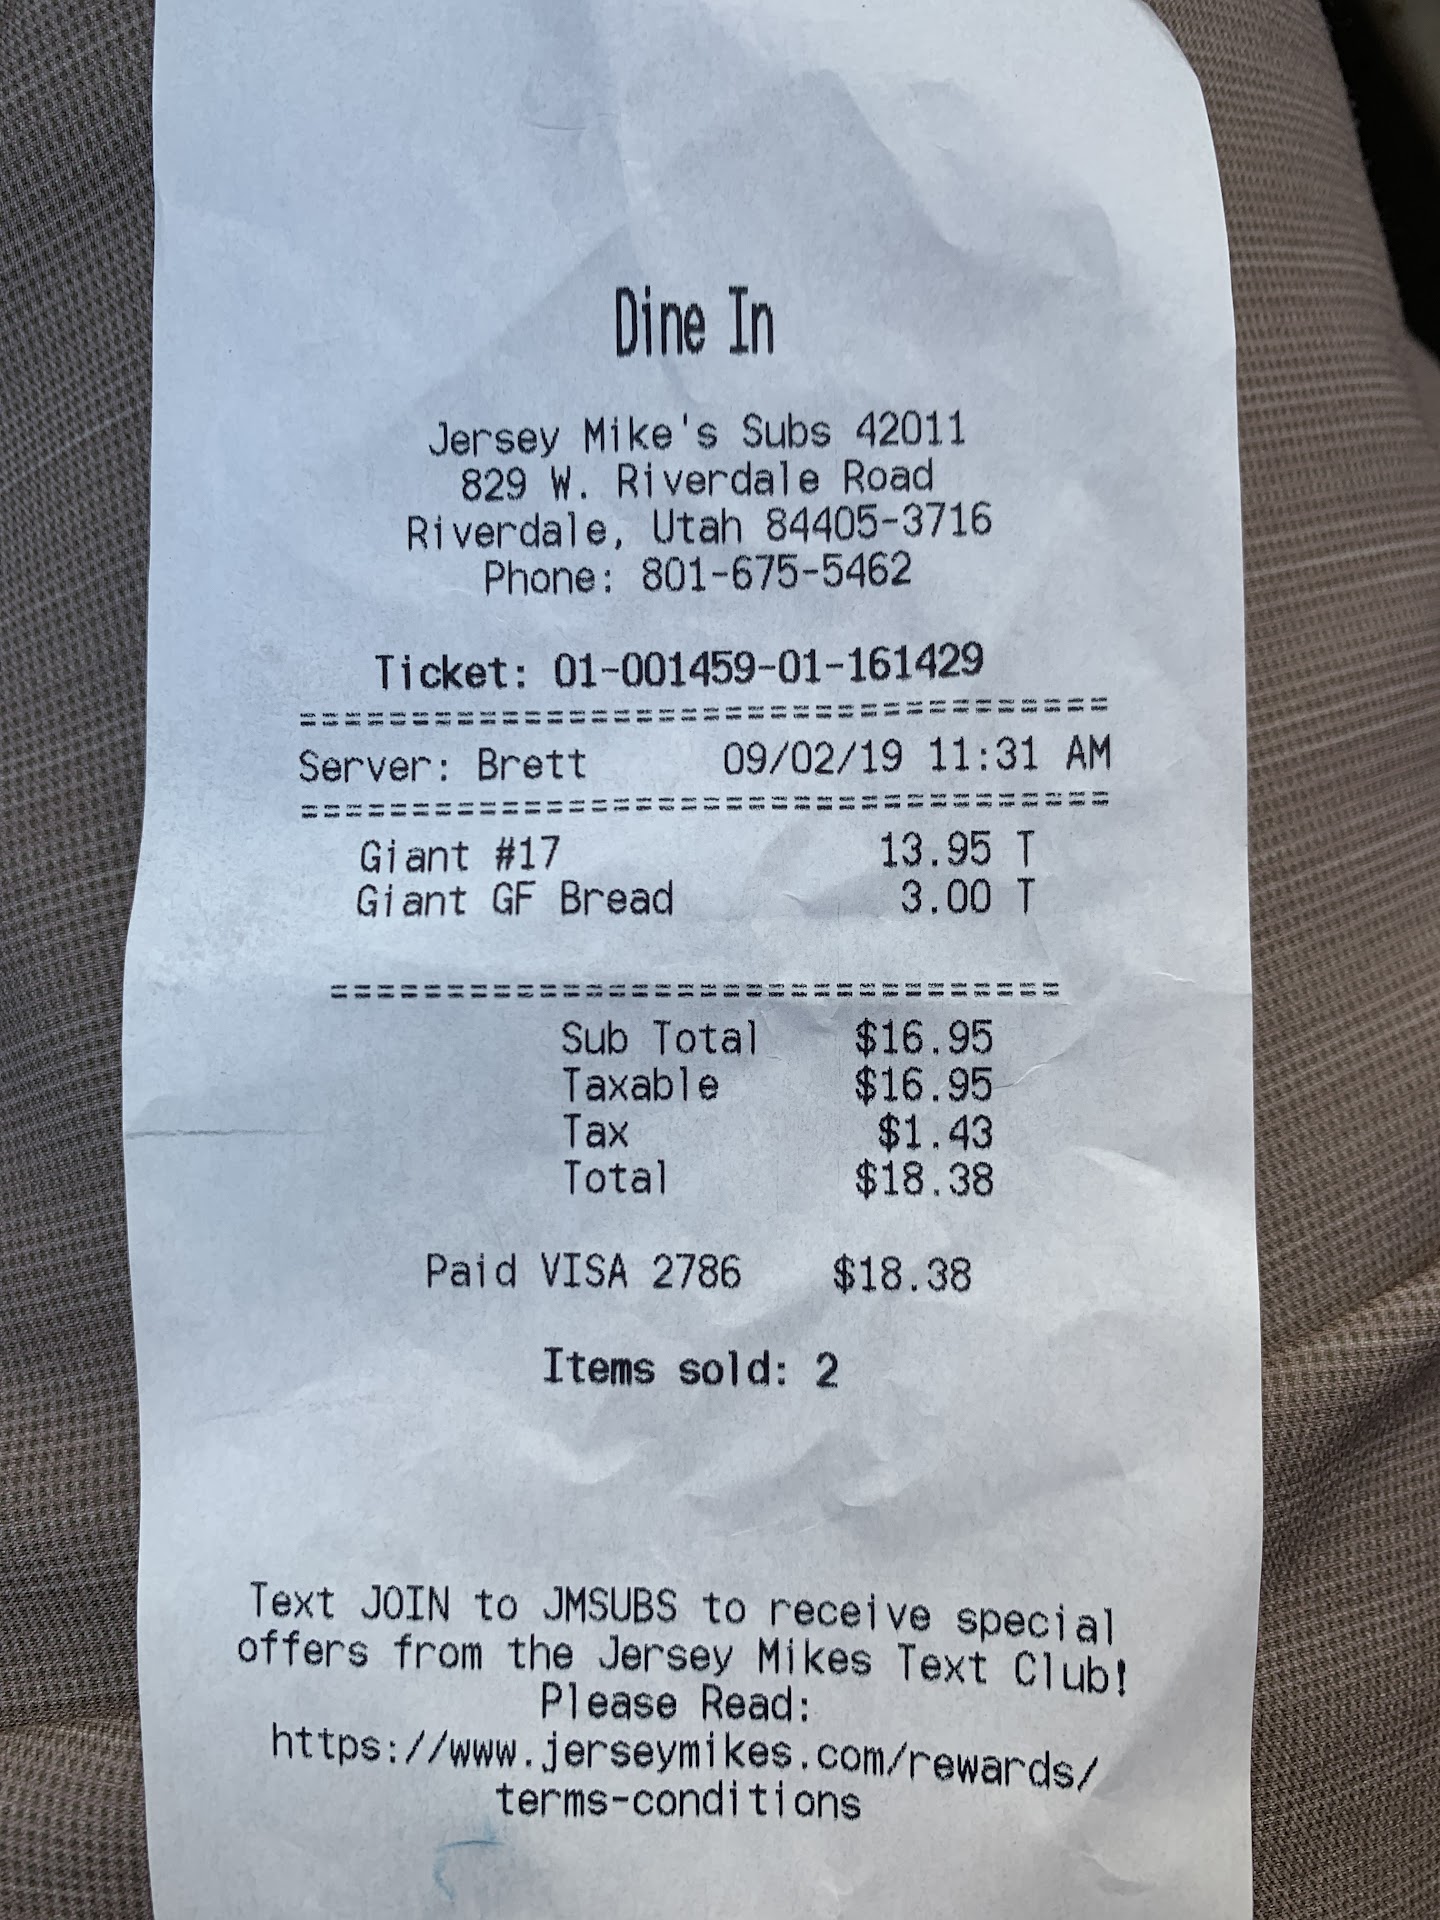 Dine In
Jersey Mike's Subs 42011
829 W. Riverdale Road
Riverdale, Utah 84405-3716
Phone: 801-675-5462
Ticket: 01-001459-01-161429
====================================
Server: Brett 09/02/19 11:31 AM
====================================
Giant #17 13.95 T
Giant GF Bread 3.00 T
================================
Sub Total $16.95
Taxable $16.95
Tax $1.43
Total $18.38
Paid VISA 2786 $18.38
Items sold: 2
Text JOIN to JMSUBS to receive special
offers from the Jersey Mikes Text Club!
Please Read:
https://www.jerseymikes.com/rewards/
terms-conditions